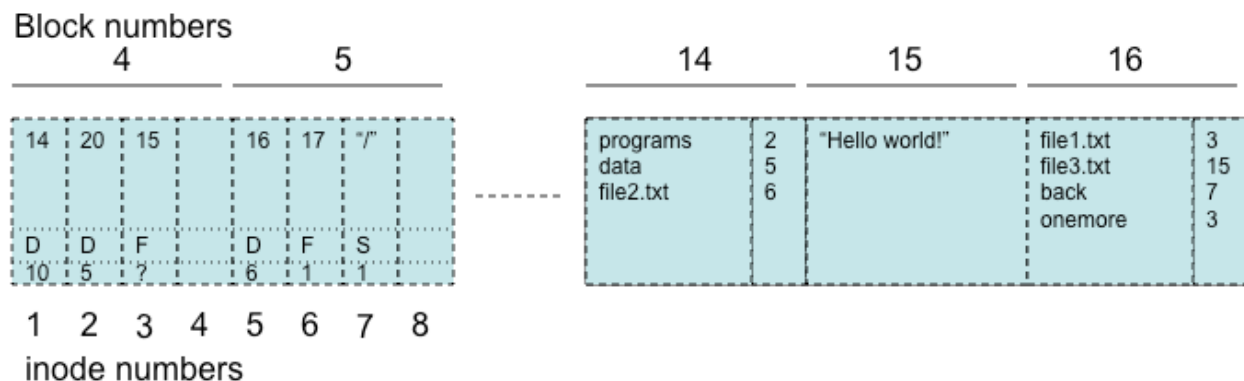 Block numbers
4 5 14 15 16
14 20 15 16 17 "/" programs 2 "Hello world!" file1.txt 3
data 5 file3.txt 15
file2.txt 6 back 7
onemore 3
D D F D F S
10 5 ? 6 1 1
1 2 3 4 5 6 7 8
inode numbers